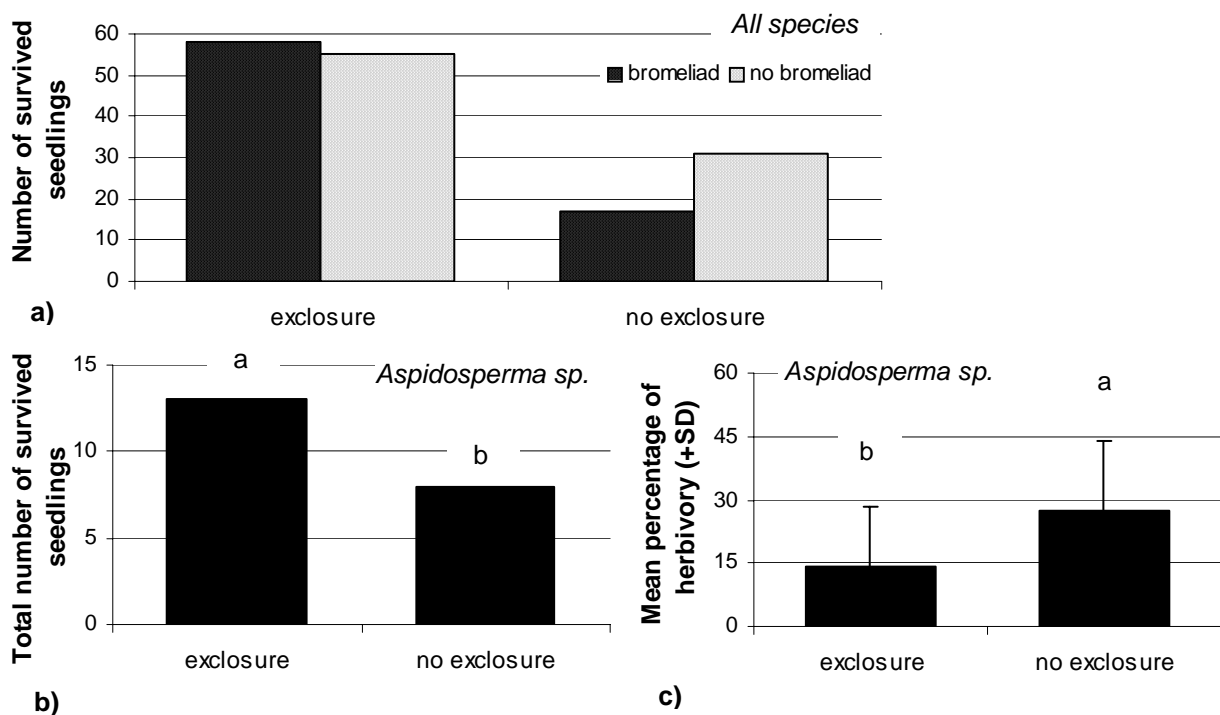 All species
bromeliad no bromeliad
Number of survived
seedlings
60
50
40
30
20
10
0
exclosure no exclosure
a)
Aspidosperma sp.
Total number of survived
seedlings
15
10
5
0
a
b
exclosure no exclosure
b)
Aspidosperma sp.
Mean percentage of
herbivory (+SD)
60
45
30
15
0
b
a
exclosure no exclosure
c)